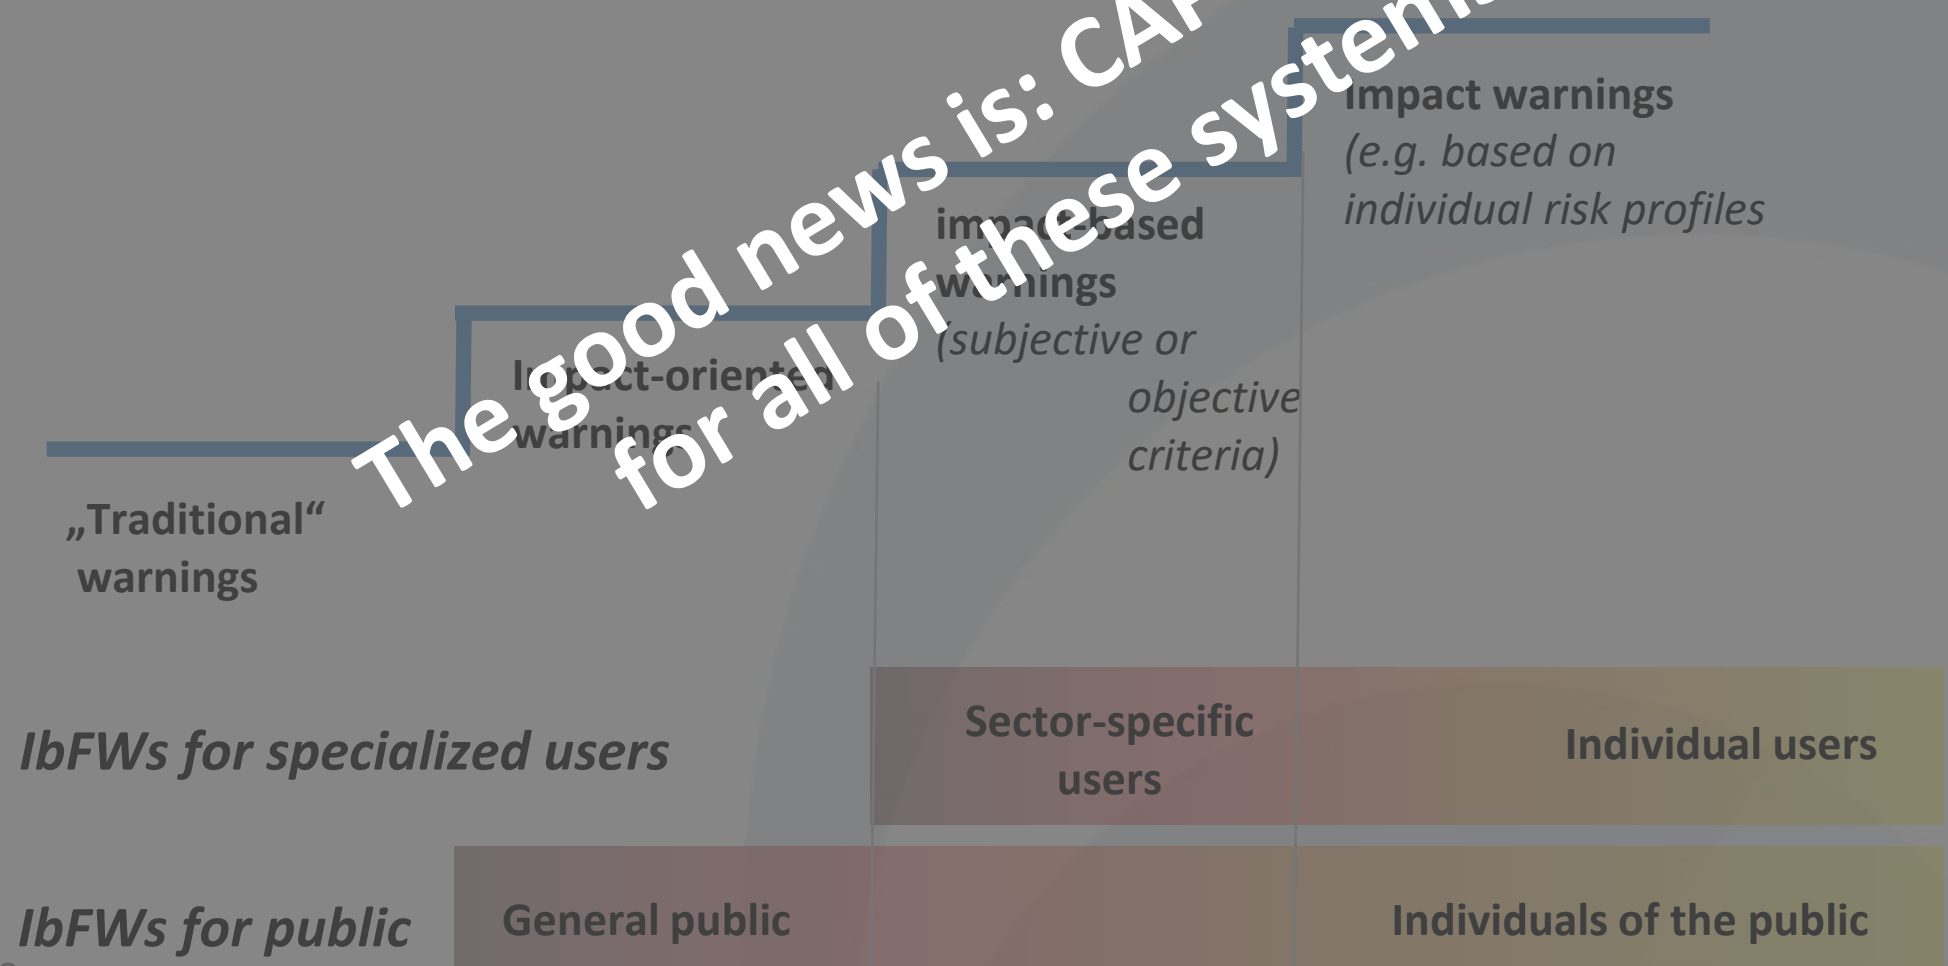 The good news is:
for all of these
Impact warnings
(e.g. based on
individual risk profiles
impact-based
warnings
(subjective or
objective
criteria)
Impact-oriented
warnings
„Traditional“
warnings
IbFWs for specialized users
Sector-specific
users
Individual users
IbFWs for public
General public
Individuals of the public